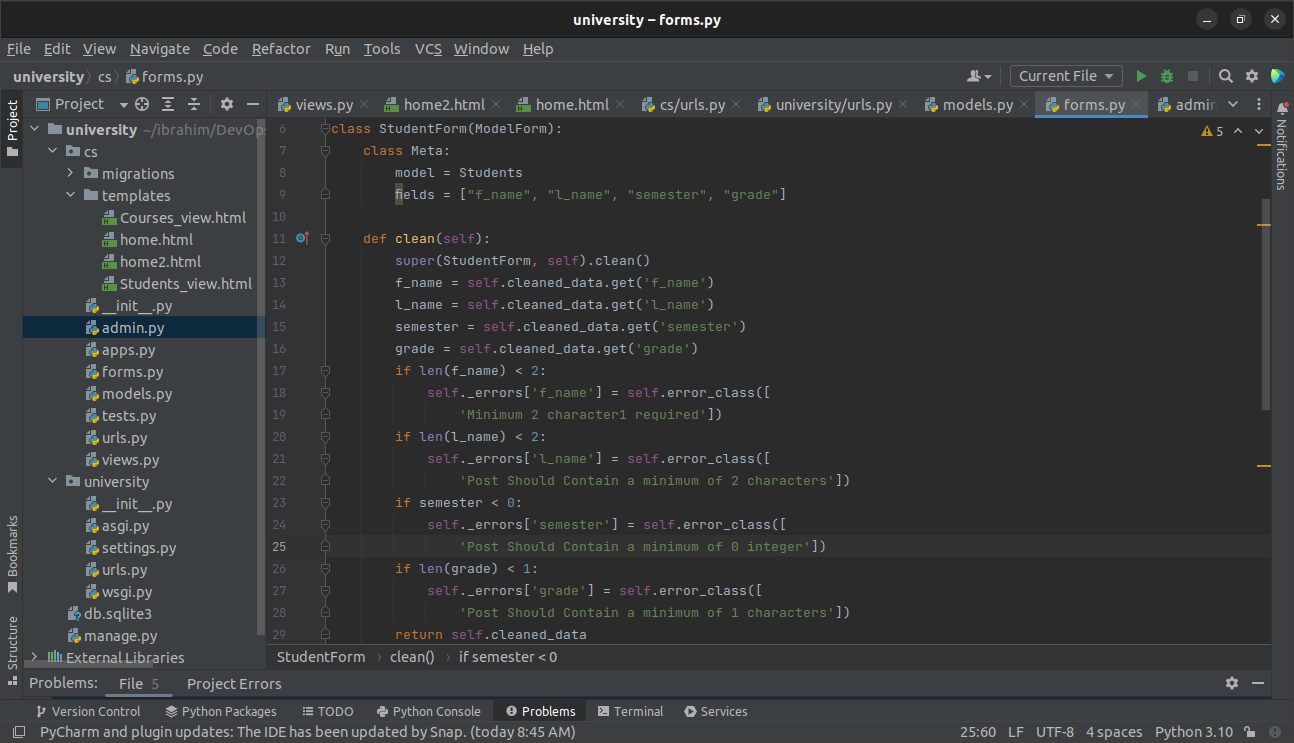 university – forms.py
File Edit View Navigate Code Refactor Run Tools VCS Window Help
university cs forms.py Current File
Project
Project
views.py home2.html home.html cs/urls.py university/urls.py models.py forms.py admin
Notifications
university ~/ibrahim/DevOps
cs
migrations
templates
Courses_view.html
home.html
home2.html
Students_view.html
__init__.py
admin.py
apps.py
forms.py
models.py
tests.py
urls.py
views.py
university
__init__.py
asgi.py
settings.py
urls.py
wsgi.py
db.sqlite3
manage.py
External Libraries
Bookmarks
Structure
5
6 class StudentForm(ModelForm):
7     class Meta:
8         model = Students
9         fields = ["f_name", "l_name", "semester", "grade"]
10
11     def clean(self):
12         super(StudentForm, self).clean()
13         f_name = self.cleaned_data.get('f_name')
14         l_name = self.cleaned_data.get('l_name')
15         semester = self.cleaned_data.get('semester')
16         grade = self.cleaned_data.get('grade')
17         if len(f_name) < 2:
18             self._errors['f_name'] = self.error_class([
19                 'Minimum 2 character1 required'])
20         if len(l_name) < 2:
21             self._errors['l_name'] = self.error_class([
22                 'Post Should Contain a minimum of 2 characters'])
23         if semester < 0:
24             self._errors['semester'] = self.error_class([
25                 'Post Should Contain a minimum of 0 integer'])
26         if len(grade) < 1:
27             self._errors['grade'] = self.error_class([
28                 'Post Should Contain a minimum of 1 characters'])
29         return self.cleaned_data
StudentForm clean() if semester < 0
Problems: File 5 Project Errors
Version Control Python Packages TODO Python Console Problems Terminal Services
PyCharm and plugin updates: The IDE has been updated by Snap. (today 8:45 AM) 25:60 LF UTF-8 4 spaces Python 3.10